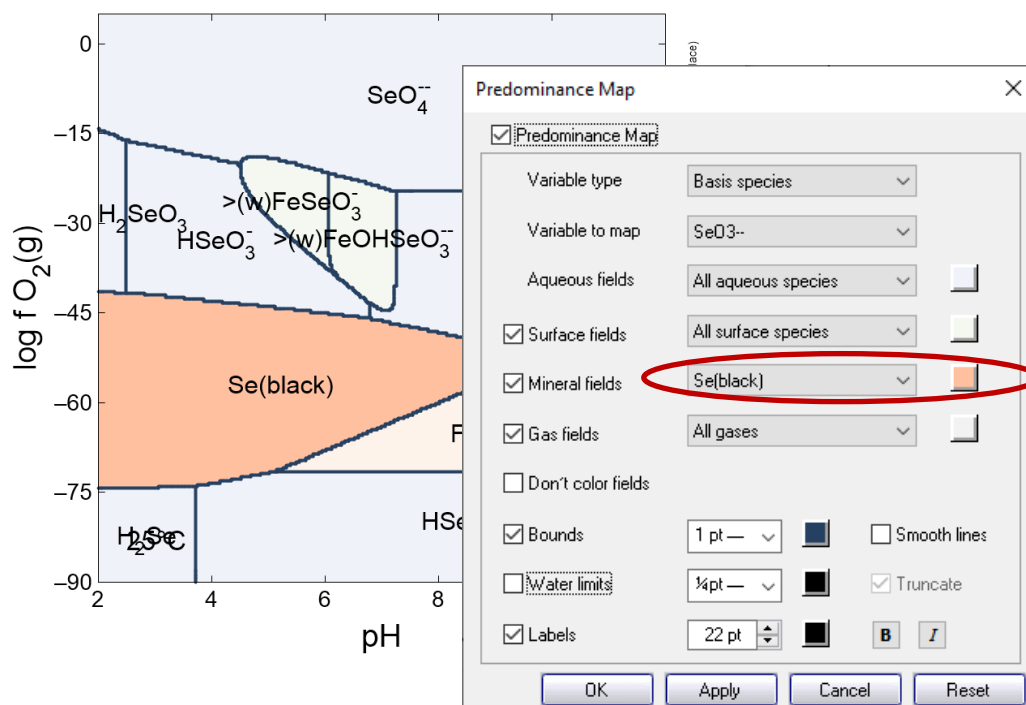 0
–15
–30
–45
–60
–75
–90
log f O₂(g)
2
4
6
8
pH
SeO₄⁻⁻
H₂SeO₃
HSeO₃⁻
>(w)FeSeO₃⁻
>(w)FeOHSeO₃⁻⁻
Se(black)
F
H₂Se
25°C
HSe
lace)
Predominance Map
Predominance Map
Variable type Basis species
Variable to map SeO3--
Aqueous fields All aqueous species
Surface fields All surface species
Mineral fields Se(black)
Gas fields All gases
Don't color fields
Bounds 1 pt — Smooth lines
Water limits ¼pt — Truncate
Labels 22 pt B I
OK Apply Cancel Reset